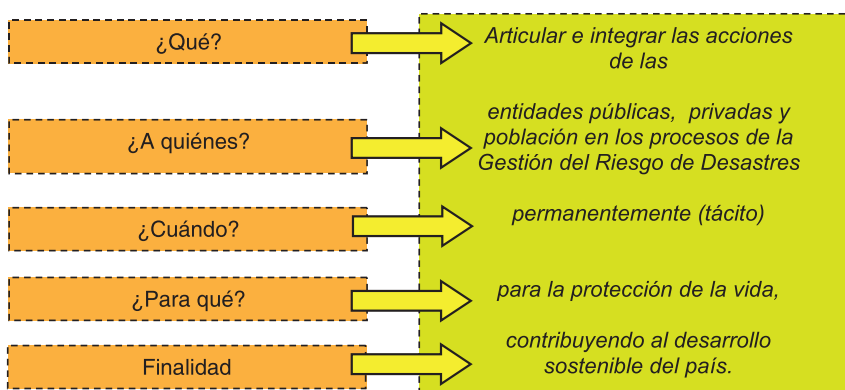 ¿Qué?
Articular e integrar las acciones
de las
¿A quiénes?
entidades públicas, privadas y
población en los procesos de la
Gestión del Riesgo de Desastres
¿Cuándo?
permanentemente (tácito)
¿Para qué?
para la protección de la vida,
Finalidad
contribuyendo al desarrollo
sostenible del país.